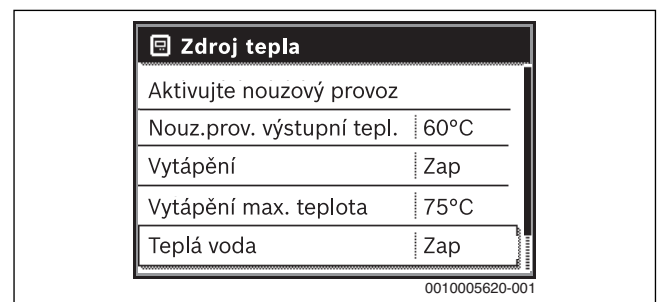 Zdroj tepla
Aktivujte nouzový provoz
Nouz.prov. výstupní tepl. 60°C
Vytápění Zap
Vytápění max. teplota 75°C
Teplá voda Zap
0010005620-001